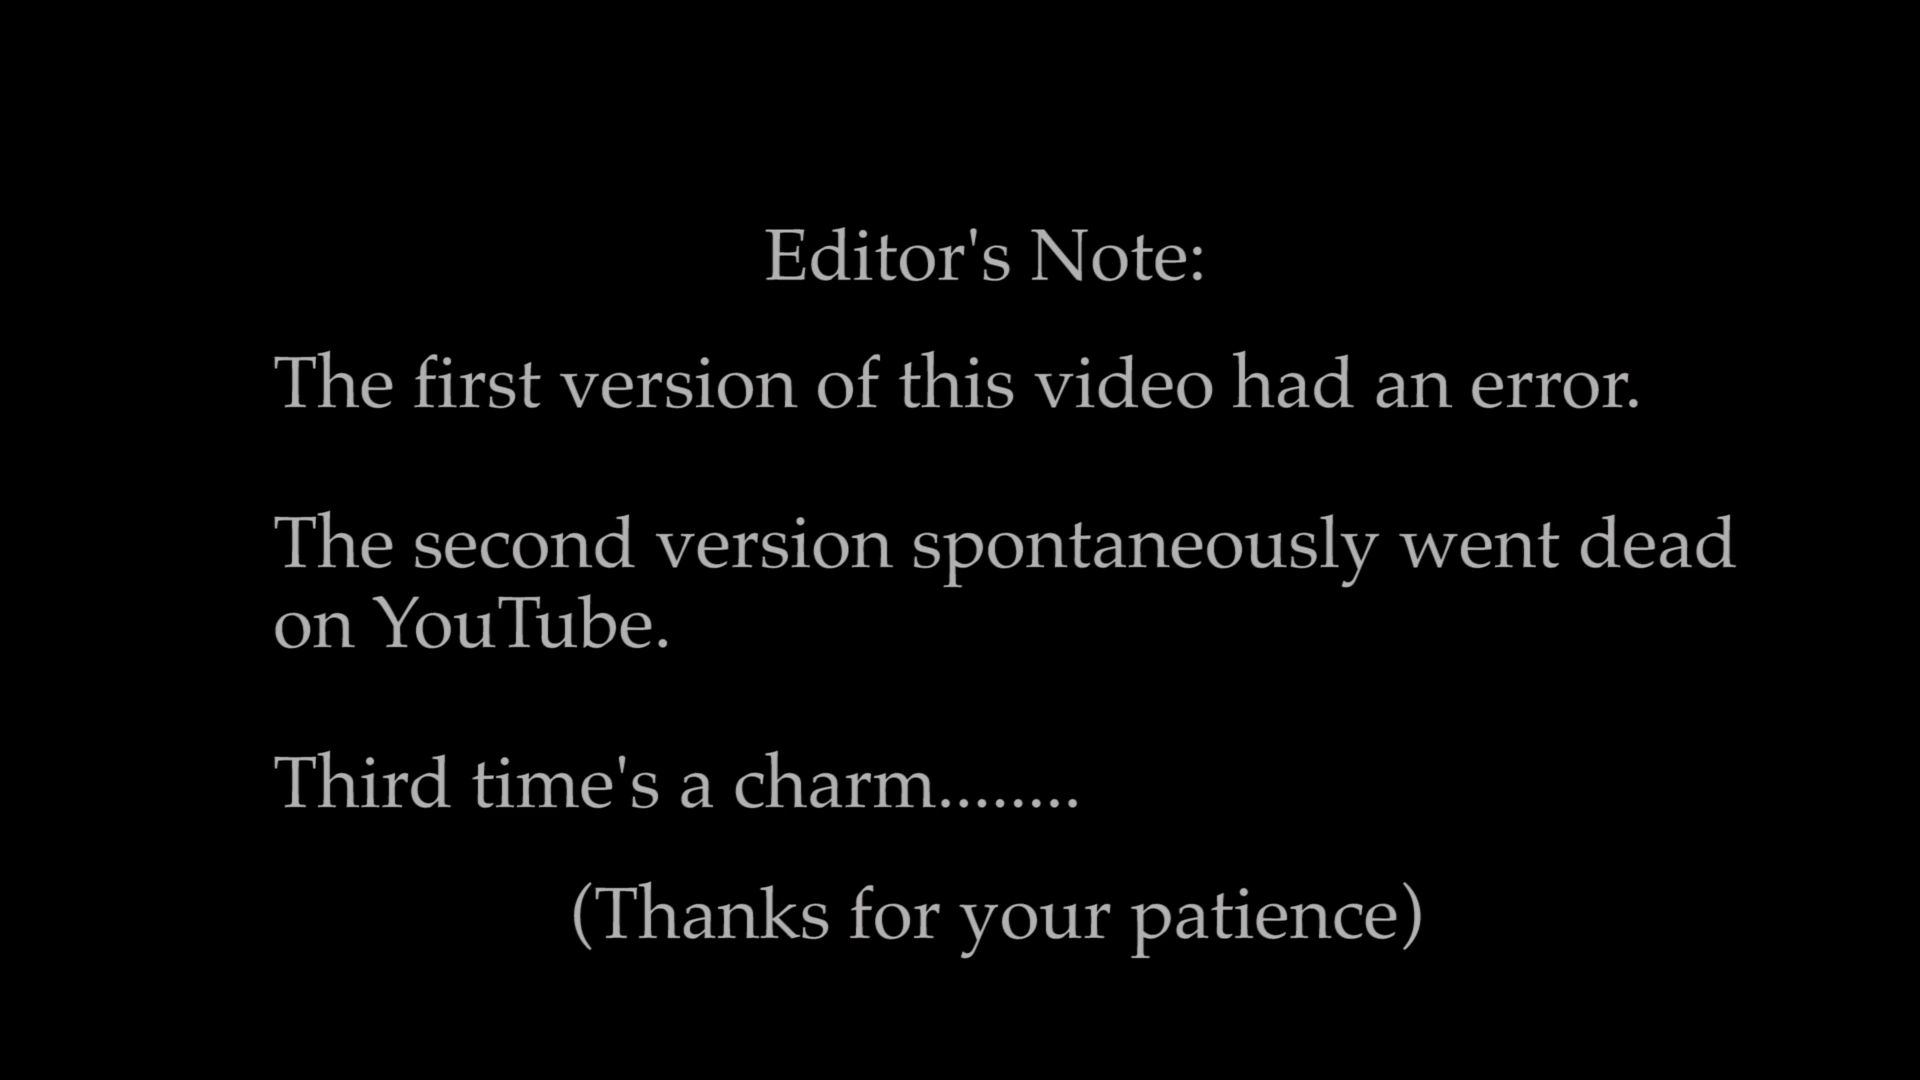 Editor's Note:
The first version of this video had an error.
The second version spontaneously went dead
on YouTube.
Third time's a charm........
(Thanks for your patience)